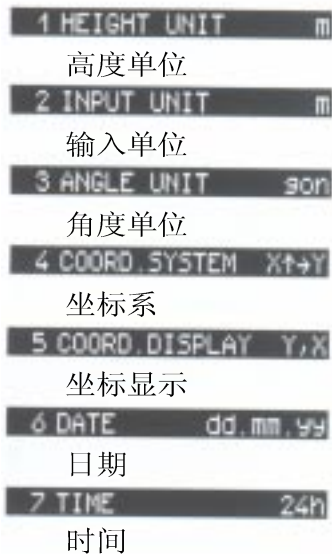 1 HEIGHT UNIT m
高度单位
2 INPUT UNIT m
输入单位
3 ANGLE UNIT gon
角度单位
4 COORD.SYSTEM X↑→Y
坐标系
5 COORD.DISPLAY Y,X
坐标显示
6 DATE dd.mm.yy
日期
7 TIME 24h
时间